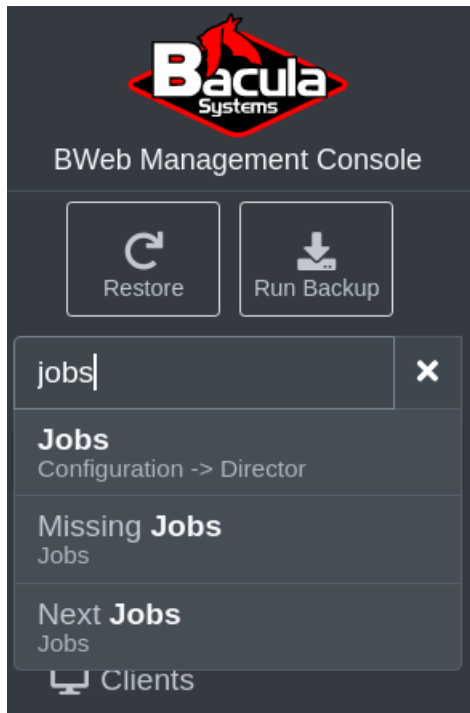 Bacula
Systems
BWeb Management Console
Restore
Run Backup
jobs
Jobs
Configuration -> Director
Missing Jobs
Jobs
Next Jobs
Jobs
Clients